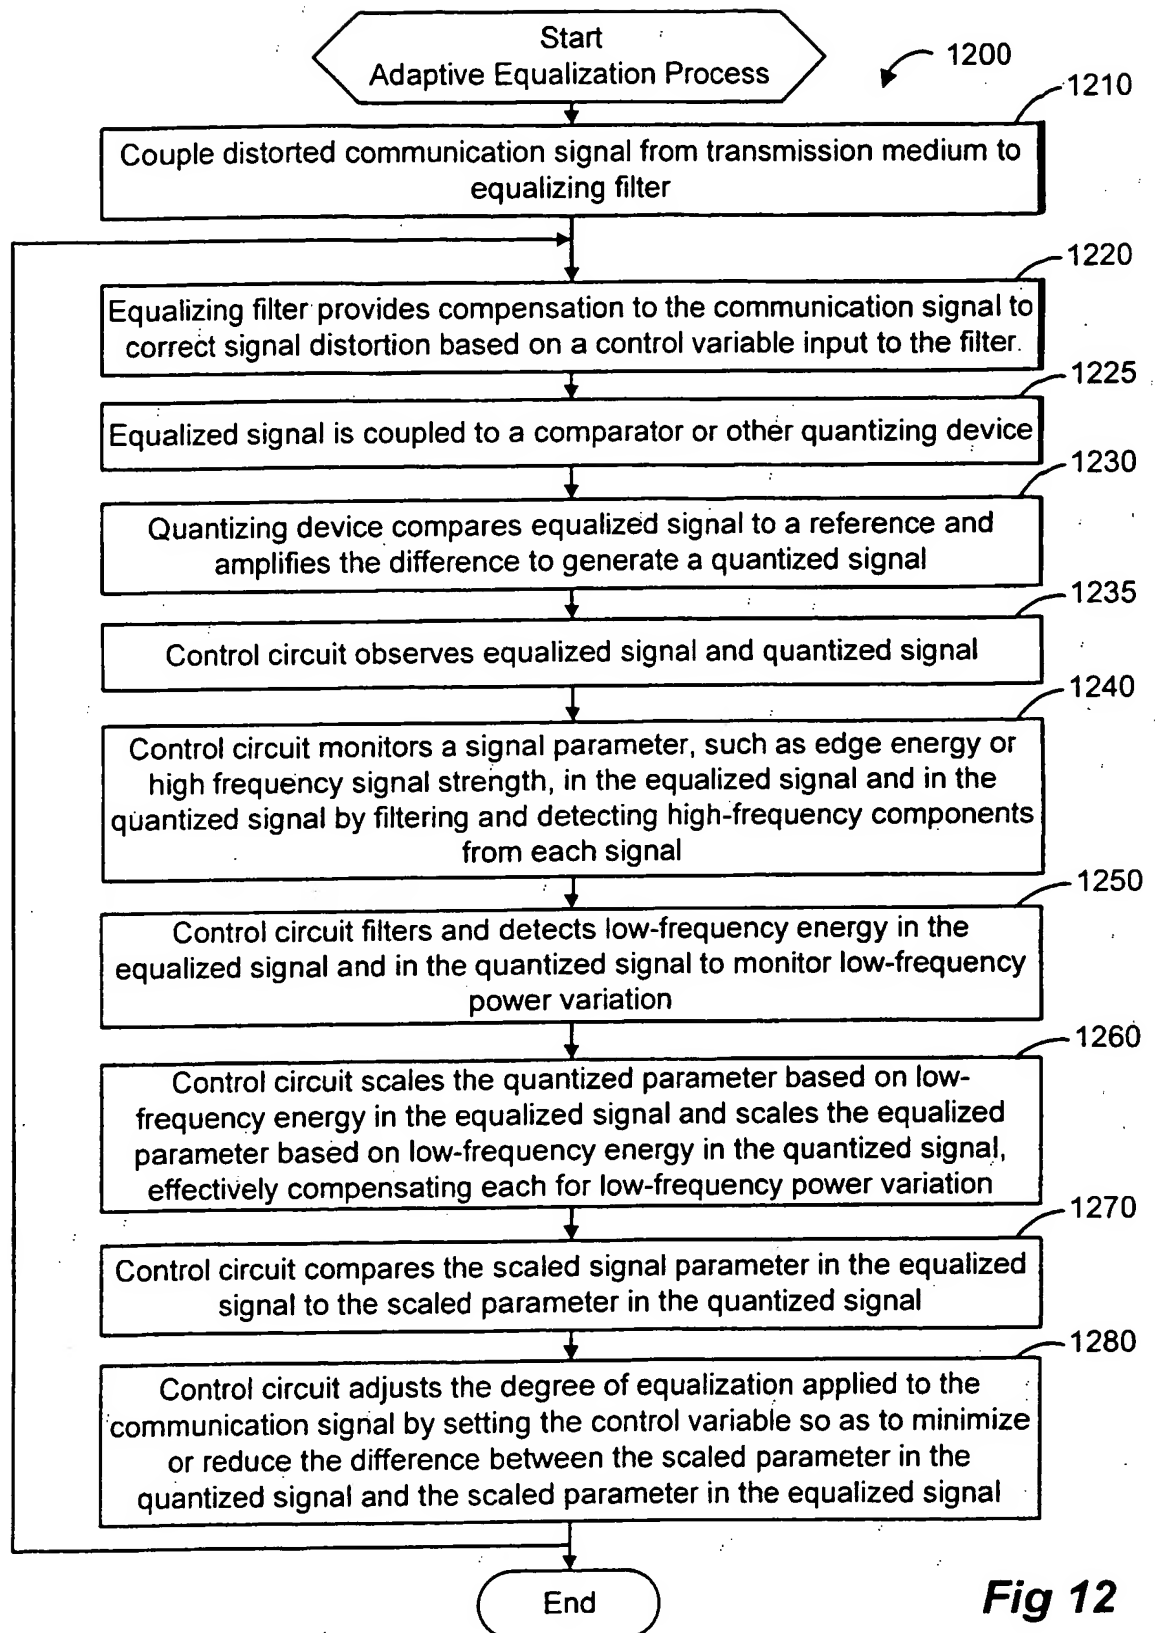 Start
Adaptive Equalization Process
1200
1210
Couple distorted communication signal from transmission medium to
equalizing filter
1220
Equalizing filter provides compensation to the communication signal to
correct signal distortion based on a control variable input to the filter.
1225
Equalized signal is coupled to a comparator or other quantizing device
1230
Quantizing device compares equalized signal to a reference and
amplifies the difference to generate a quantized signal
1235
Control circuit observes equalized signal and quantized signal
1240
Control circuit monitors a signal parameter, such as edge energy or
high frequency signal strength, in the equalized signal and in the
quantized signal by filtering and detecting high-frequency components
from each signal
1250
Control circuit filters and detects low-frequency energy in the
equalized signal and in the quantized signal to monitor low-frequency
power variation
1260
Control circuit scales the quantized parameter based on low-
frequency energy in the equalized signal and scales the equalized
parameter based on low-frequency energy in the quantized signal,
effectively compensating each for low-frequency power variation
1270
Control circuit compares the scaled signal parameter in the equalized
signal to the scaled parameter in the quantized signal
1280
Control circuit adjusts the degree of equalization applied to the
communication signal by setting the control variable so as to minimize
or reduce the difference between the scaled parameter in the
quantized signal and the scaled parameter in the equalized signal
End
Fig 12